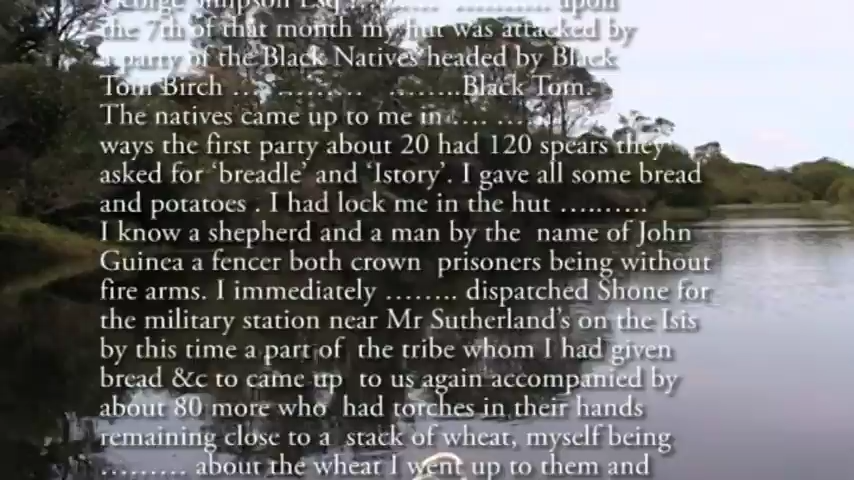 George Simpson Esq ......... ........... upon
the 7th of that month my hut was attacked by
a party of the Black Natives headed by Black
Tom Birch .... ........... ........Black Tom.
The natives came up to me in .... .......
ways the first party about 20 had 120 spears they
asked for ‘breadle’ and ‘Istory’. I gave all some bread
and potatoes . I had lock me in the hut ..........
I know a shepherd and a man by the name of John
Guinea a fencer both crown prisoners being without
fire arms. I immediately ........ dispatched Shone for
the military station near Mr Sutherland’s on the Isis
by this time a part of the tribe whom I had given
bread &c to came up to us again accompanied by
about 80 more who had torches in their hands
remaining close to a stack of wheat, myself being
......... about the wheat I went up to them and